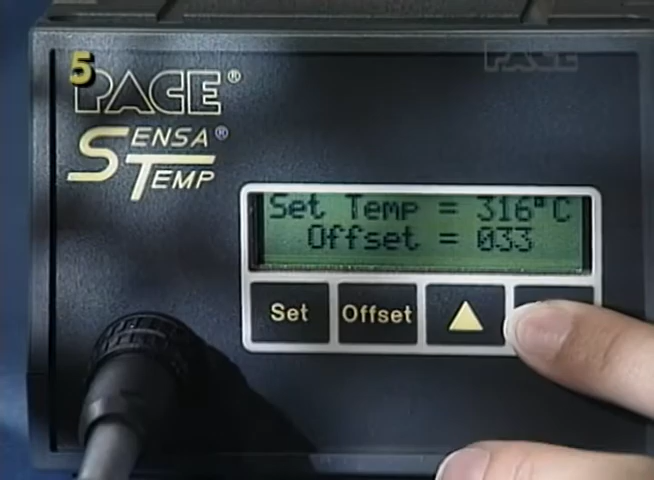 5
PACE®
PACE
SENSA®
TEMP
Set Temp = 316°C
Offset = 033
Set Offset ▲